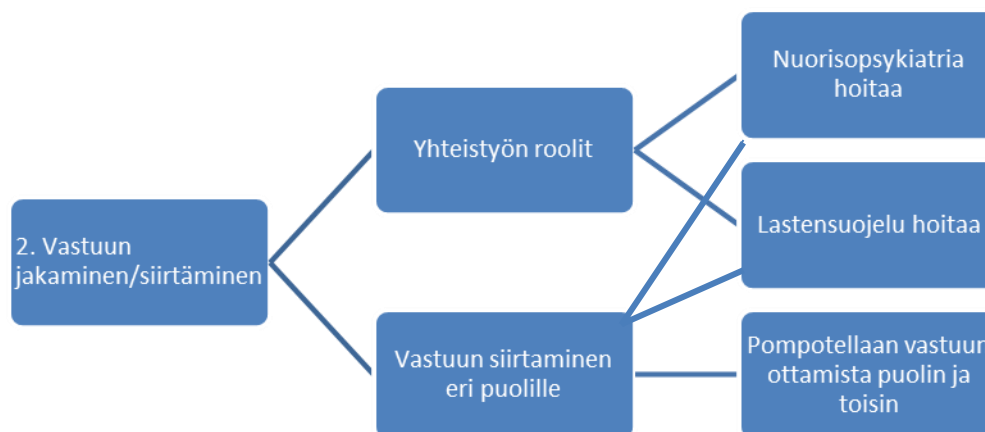 Nuorisopsykiatria
hoitaa
Yhteistyön roolit
Lastensuojelu hoitaa
2. Vastuun
jakaminen/siirtäminen
Vastuun siirtaminen
eri puolille
Pompotellaan vastuun
ottamista puolin ja
toisin